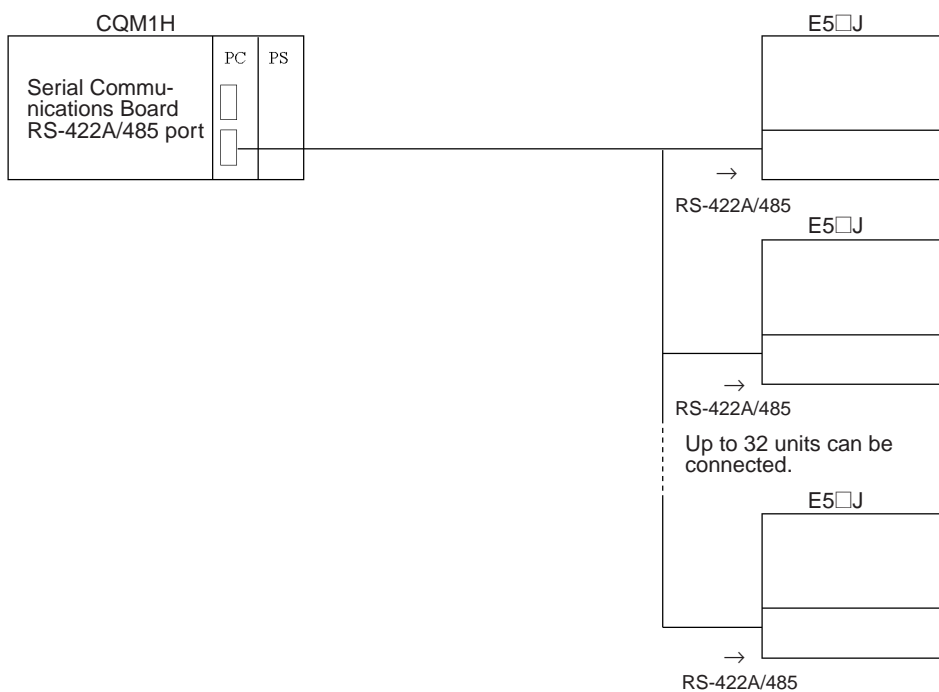 CQM1H
PC PS
Serial Commu-
nications Board
RS-422A/485 port
E5□J
→
RS-422A/485
E5□J
→
RS-422A/485
Up to 32 units can be
connected.
E5□J
→
RS-422A/485